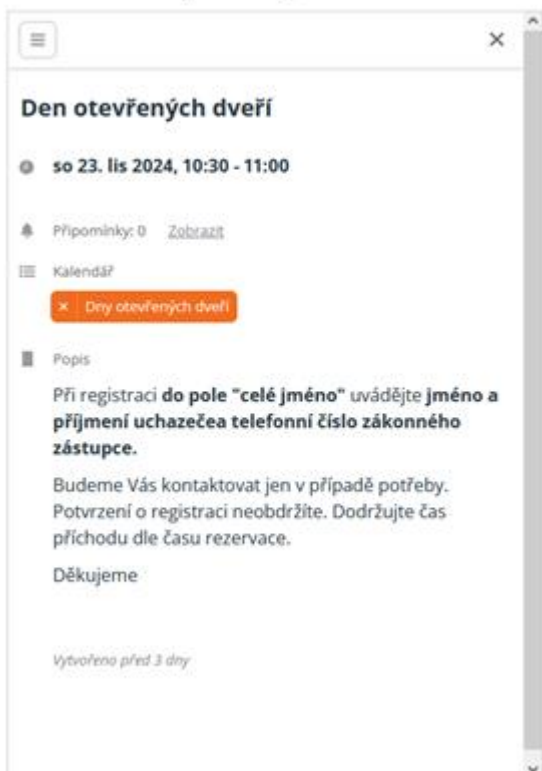 Den otevřených dveří
so 23. lis 2024, 10:30 - 11:00
Připomínky: 0 Zobrazit
Kalendář
× Dny otevřených dveří
Popis
Při registraci do pole "celé jméno" uvádějte jméno a
příjmení uchazečea telefonní číslo zákonného
zástupce.
Budeme Vás kontaktovat jen v případě potřeby.
Potvrzení o registraci neobdržíte. Dodržujte čas
příchodu dle času rezervace.
Děkujeme
Vytvořeno před 3 dny